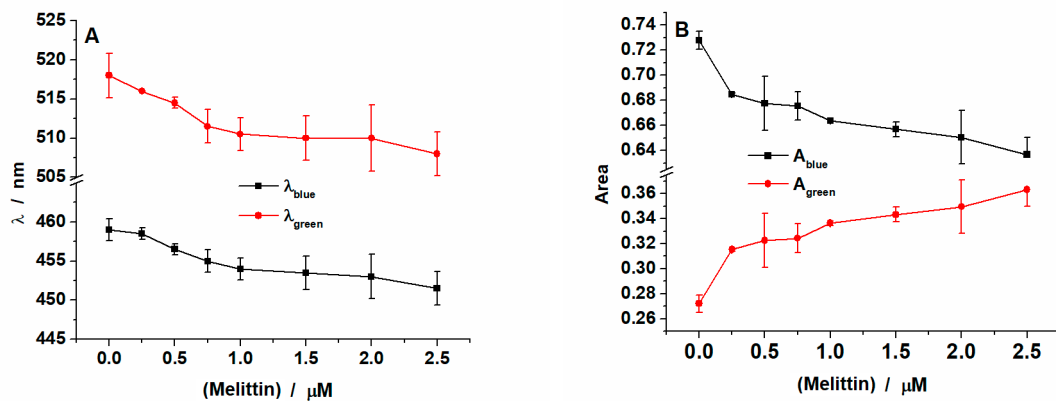 A
525
520
515
510
505
460
455
450
445
λ / nm
λblue
λgreen
0.0 0.5 1.0 1.5 2.0 2.5
(Melittin) / μM
B
0.74
0.72
0.70
0.68
0.66
0.64
0.36
0.34
0.32
0.30
0.28
0.26
Area
Ablue
Agreen
0.0 0.5 1.0 1.5 2.0 2.5
(Melittin) / μM